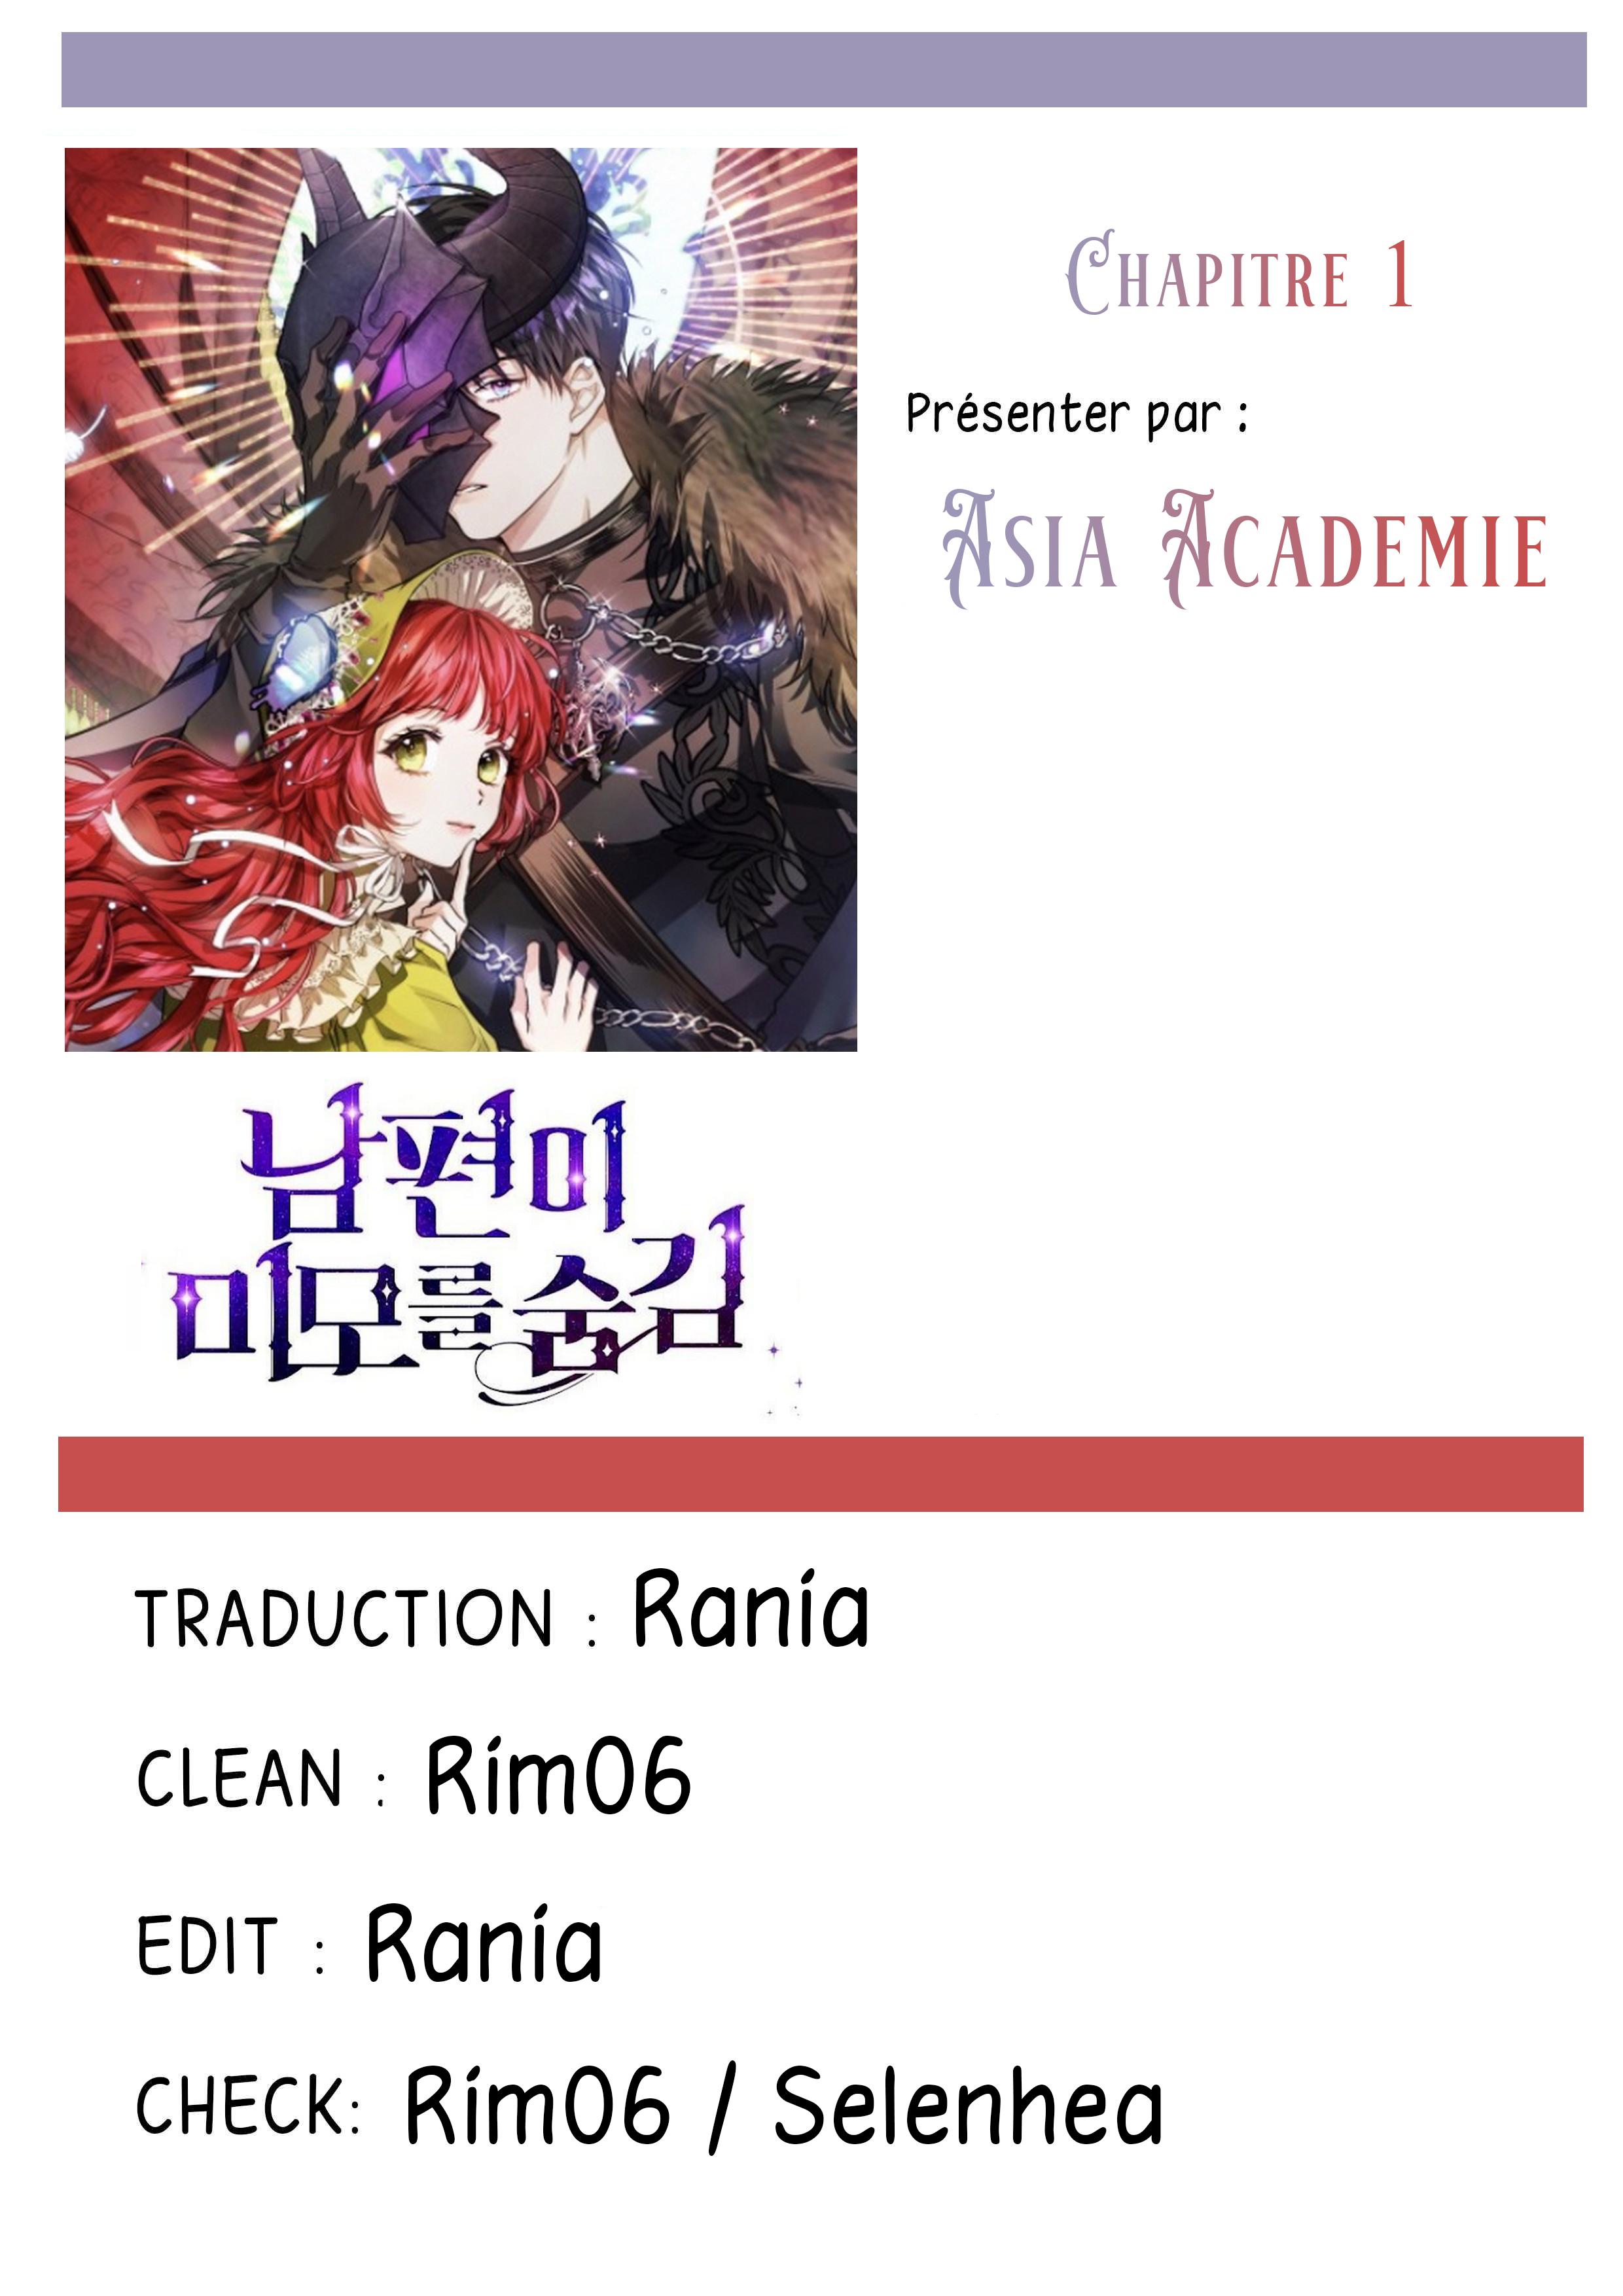 Chapitre 1
Présenter par :
Asia Academie
남편이
미모를 숨김
TRADUCTION : Rania
CLEAN : Rim06
EDIT : Rania
CHECK: Rim06 / Selenhea